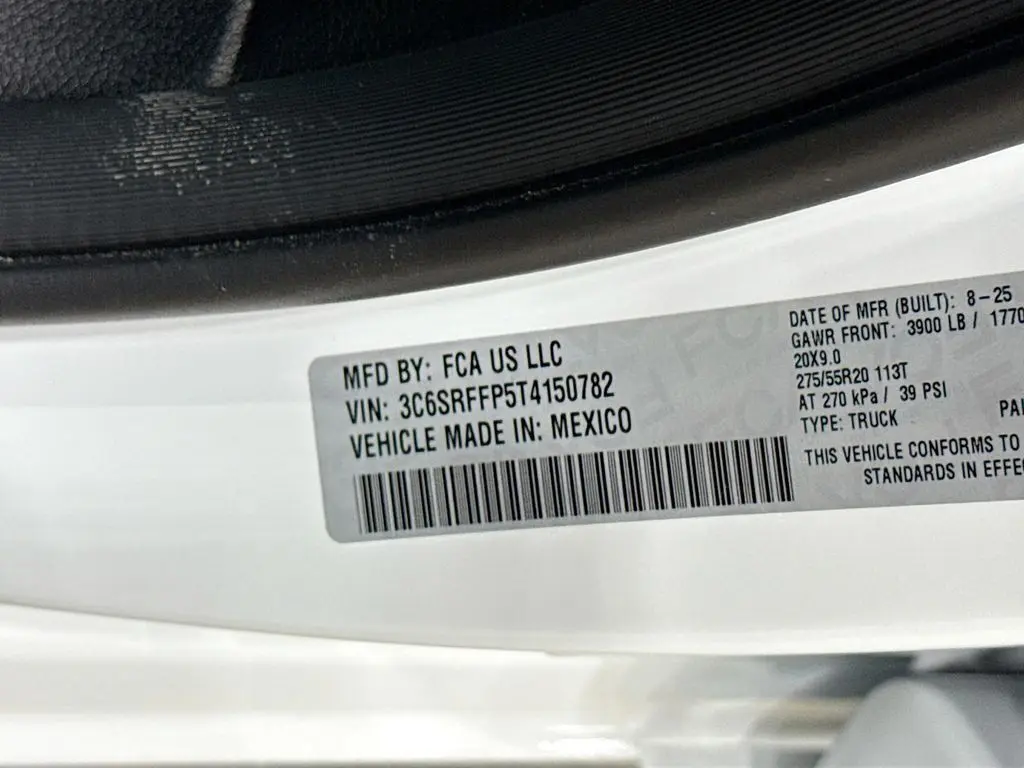 MFD BY: FCA US LLC
VIN: 3C6SRFFP5T4150782
VEHICLE MADE IN: MEXICO
DATE OF MFR (BUILT): 8-25
GAWR FRONT: 3900 LB / 1770
20X9.0
275/55R20 113T
AT 270 kPa / 39 PSI
TYPE: TRUCK
THIS VEHICLE CONFORMS TO
STANDARDS IN